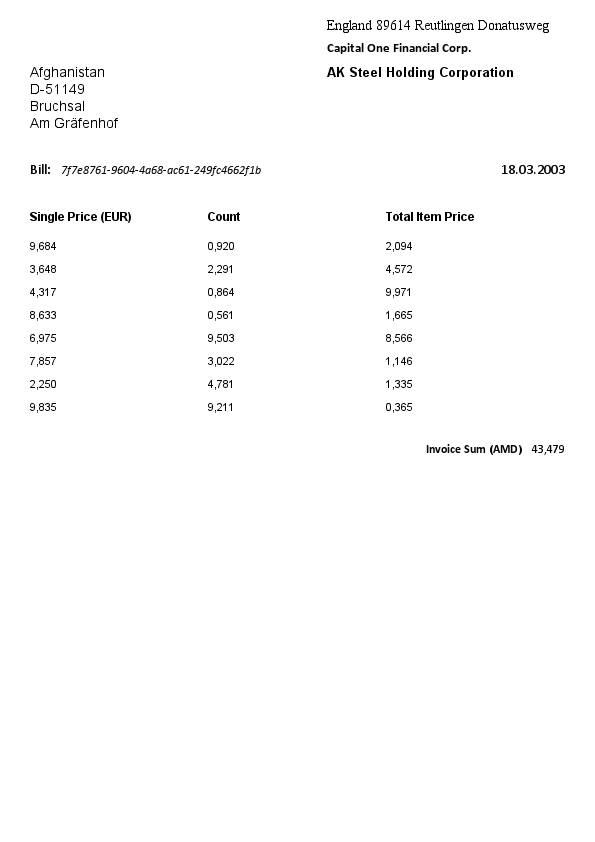 England 89614 Reutlingen Donatusweg
Capital One Financial Corp.
AK Steel Holding Corporation
Afghanistan
D-51149
Bruchsal
Am Gräfenhof
Bill: 7f7e8761-9604-4a68-ac61-249fc4662f1b 18.03.2003
Single Price (EUR) Count Total Item Price
9,684 0,920 2,094
3,648 2,291 4,572
4,317 0,864 9,971
8,633 0,561 1,665
6,975 9,503 8,566
7,857 3,022 1,146
2,250 4,781 1,335
9,835 9,211 0,365
Invoice Sum (AMD) 43,479